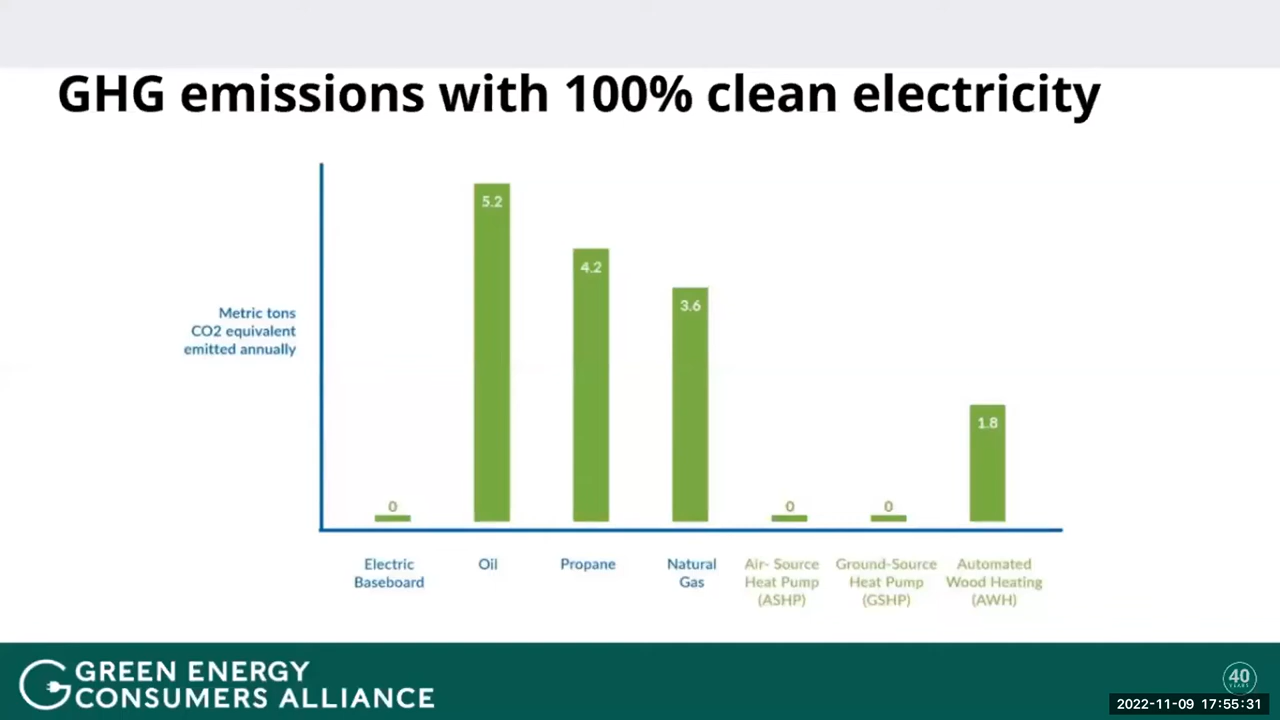 GHG emissions with 100% clean electricity
Metric tons
CO2 equivalent
emitted annually
0
5.2
4.2
3.6
0
0
1.8
Electric
Baseboard
Oil
Propane
Natural
Gas
Air- Source
Heat Pump
(ASHP)
Ground-Source
Heat Pump
(GSHP)
Automated
Wood Heating
(AWH)
GREEN ENERGY
CONSUMERS ALLIANCE
40
YEARS
2022-11-09 17:55:31